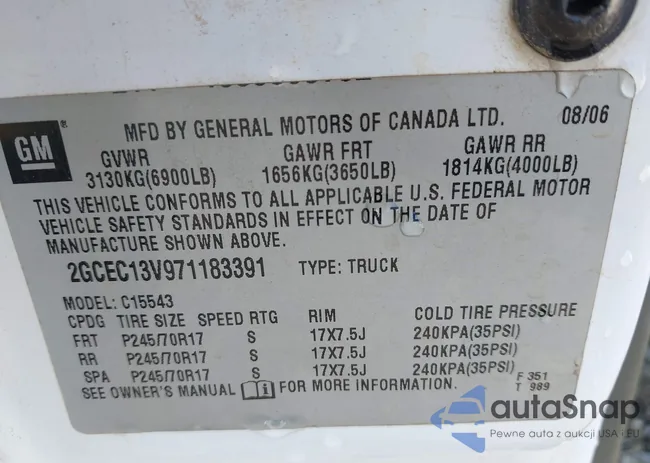 MFD BY GENERAL MOTORS OF CANADA LTD. 08/06
GM
GVWR GAWR FRT GAWR RR
3130KG(6900LB) 1656KG(3650LB) 1814KG(4000LB)
THIS VEHICLE CONFORMS TO ALL APPLICABLE U.S. FEDERAL MOTOR
VEHICLE SAFETY STANDARDS IN EFFECT ON THE DATE OF
MANUFACTURE SHOWN ABOVE.
2GCEC13V971183391 TYPE: TRUCK
MODEL: C15543
CPDG TIRE SIZE SPEED RTG RIM COLD TIRE PRESSURE
FRT P245/70R17 S 17X7.5J 240KPA(35PSI)
RR P245/70R17 S 17X7.5J 240KPA(35PSI)
SPA P245/70R17 S 17X7.5J 240KPA(35PSI)
SEE OWNER'S MANUAL FOR MORE INFORMATION.
F 351
T 989
autoSnap
Pewne auta z aukcji USA · EU